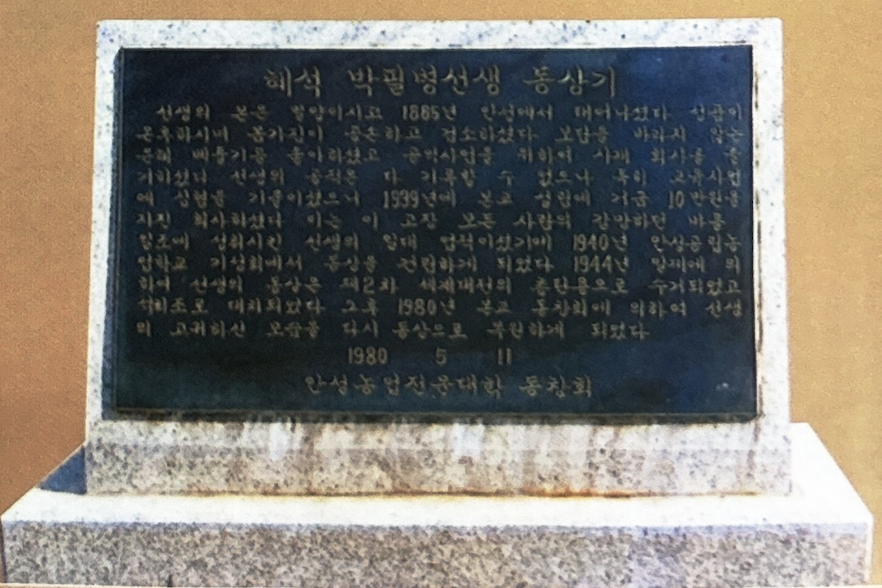 혜석 박필병선생 동상기
선생의 본은 밀양이시고 1885년 안성에서 태어나셨다 성품이
온후하시며 몸가짐이 겸손하고 검소하셨다 보답을 바라지 않는
은혜 베풀기를 좋아하셨고 공익사업을 위하여 사재 희사를 즐
겨하셨다 선생의 공적은 다 기록할 수 없으나 특히 교육사업
에 심혈을 기울이셨으니 1939년에 본교 설립에 거금 10만원을
자진 희사하셨다 이는 이 고장 모든 사람의 갈망하던 바를
일조에 성취시킨 선생의 일대 업적이셨기에 1940년 안성공립농
업학교 기성회에서 동상을 건립하게 되었다 1944년 일제에 의
하여 선생의 동상은 제2차 세계대전의 총탄용으로 수거되었고
석조로 대치되었다 그후 1980년 본교 동창회에 의하여 선생
의 고귀하신 모습을 다시 동상으로 복원하게 되었다
1980 5 11
안성농업전문대학 동창회